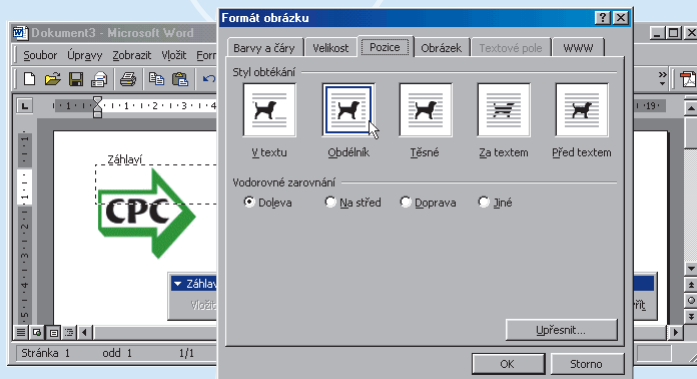 Formát obrázku
Dokument3 - Microsoft Word
Soubor Úpravy Zobrazit Vložit
Barvy a čáry Velikost Pozice Obrázek Textové pole WWW
Styl obtékání
V textu Obdélník Těsné Za textem Před textem
Vodorovné zarovnání
Doleva Na střed Doprava Jiné
Záhlaví
CPC
Upřesnit...
OK Storno
Stránka 1 odd 1 1/1